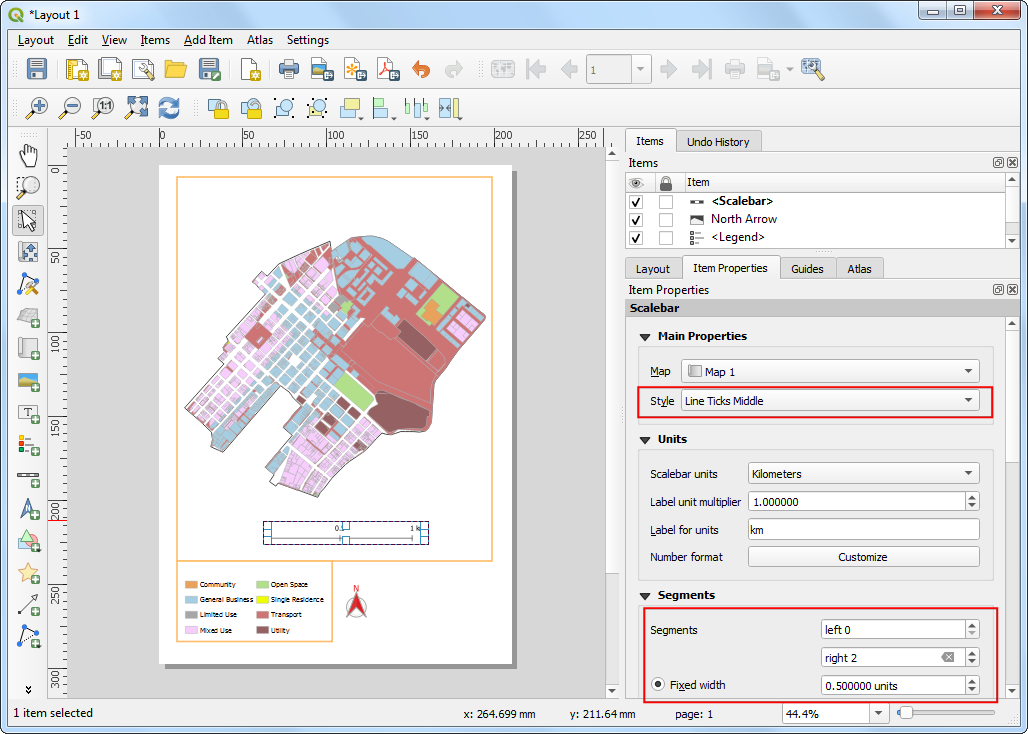 *Layout 1
Layout Edit View Items Add Item Atlas Settings
1:1
1
-50 0 50 100 150 200 250
0
50
100
150
200
250
300
T
0.5 1 k
Community
General Business
Limited Use
Mixed Use
Open Space
Single Residence
Transport
Utility
N
Items Undo History
Items
Item
<Scalebar>
North Arrow
<Legend>
Layout Item Properties Guides Atlas
Item Properties
Scalebar
Main Properties
Map Map 1
Style Line Ticks Middle
Units
Scalebar units Kilometers
Label unit multiplier 1.000000
Label for units km
Number format Customize
Segments
Segments left 0
right 2
Fixed width 0.500000 units
1 item selected x: 264.699 mm y: 211.64 mm page: 1 44.4%